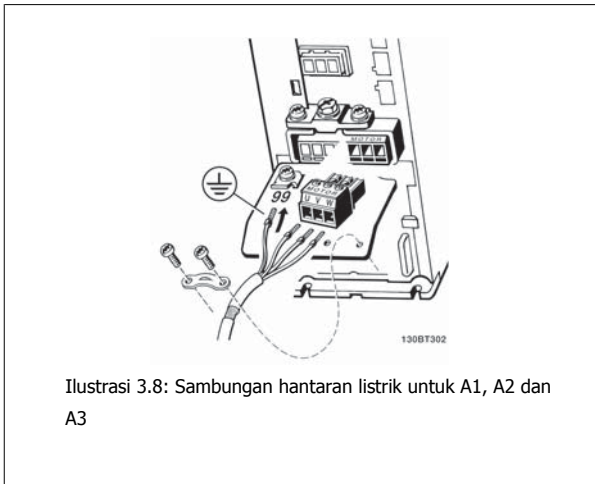 MOTOR
99
MOTOR
U V W
130BT302
Ilustrasi 3.8: Sambungan hantaran listrik untuk A1, A2 dan
A3